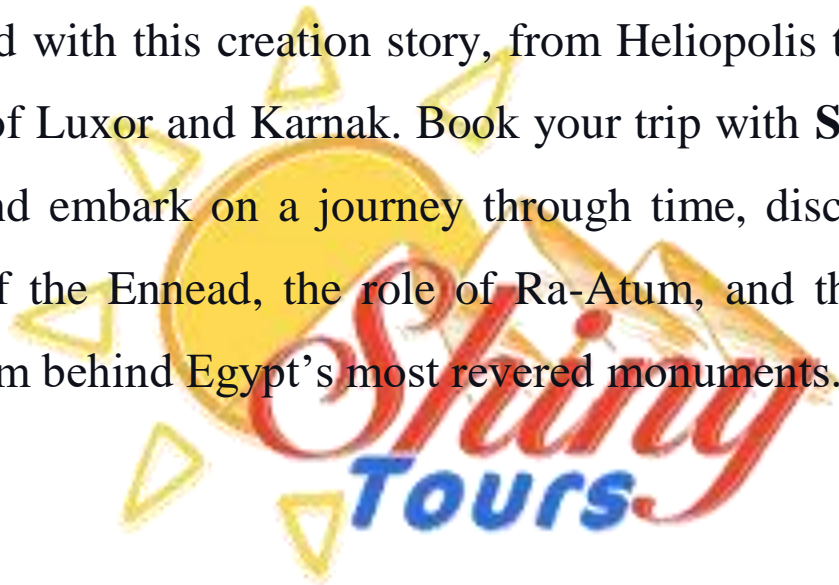 d with this creation story, from Heliopolis t
of Luxor and Karnak. Book your trip with S
nd embark on a journey through time, disc
f the Ennead, the role of Ra-Atum, and th
m behind Egypt’s most revered monuments.
Shiny
Tours